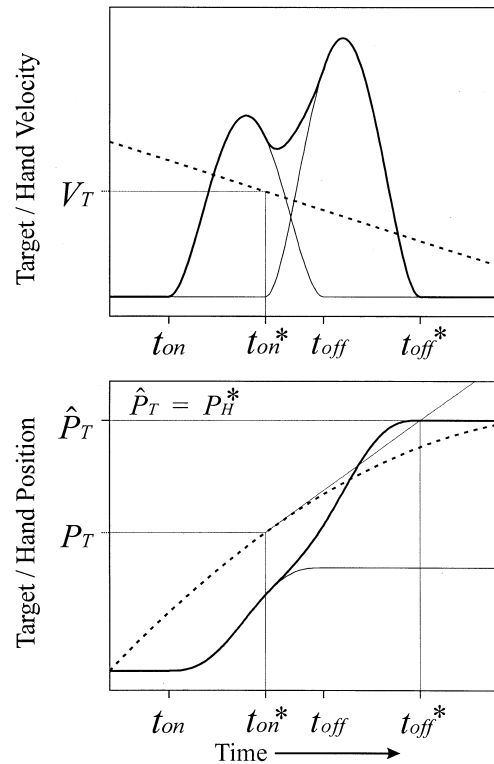 Target / Hand Velocity
V_T
t_on t_on* t_off t_off*
P̂_T = P_H*
P̂_T
P_T
Target / Hand Position
t_on t_on* t_off t_off*
Time